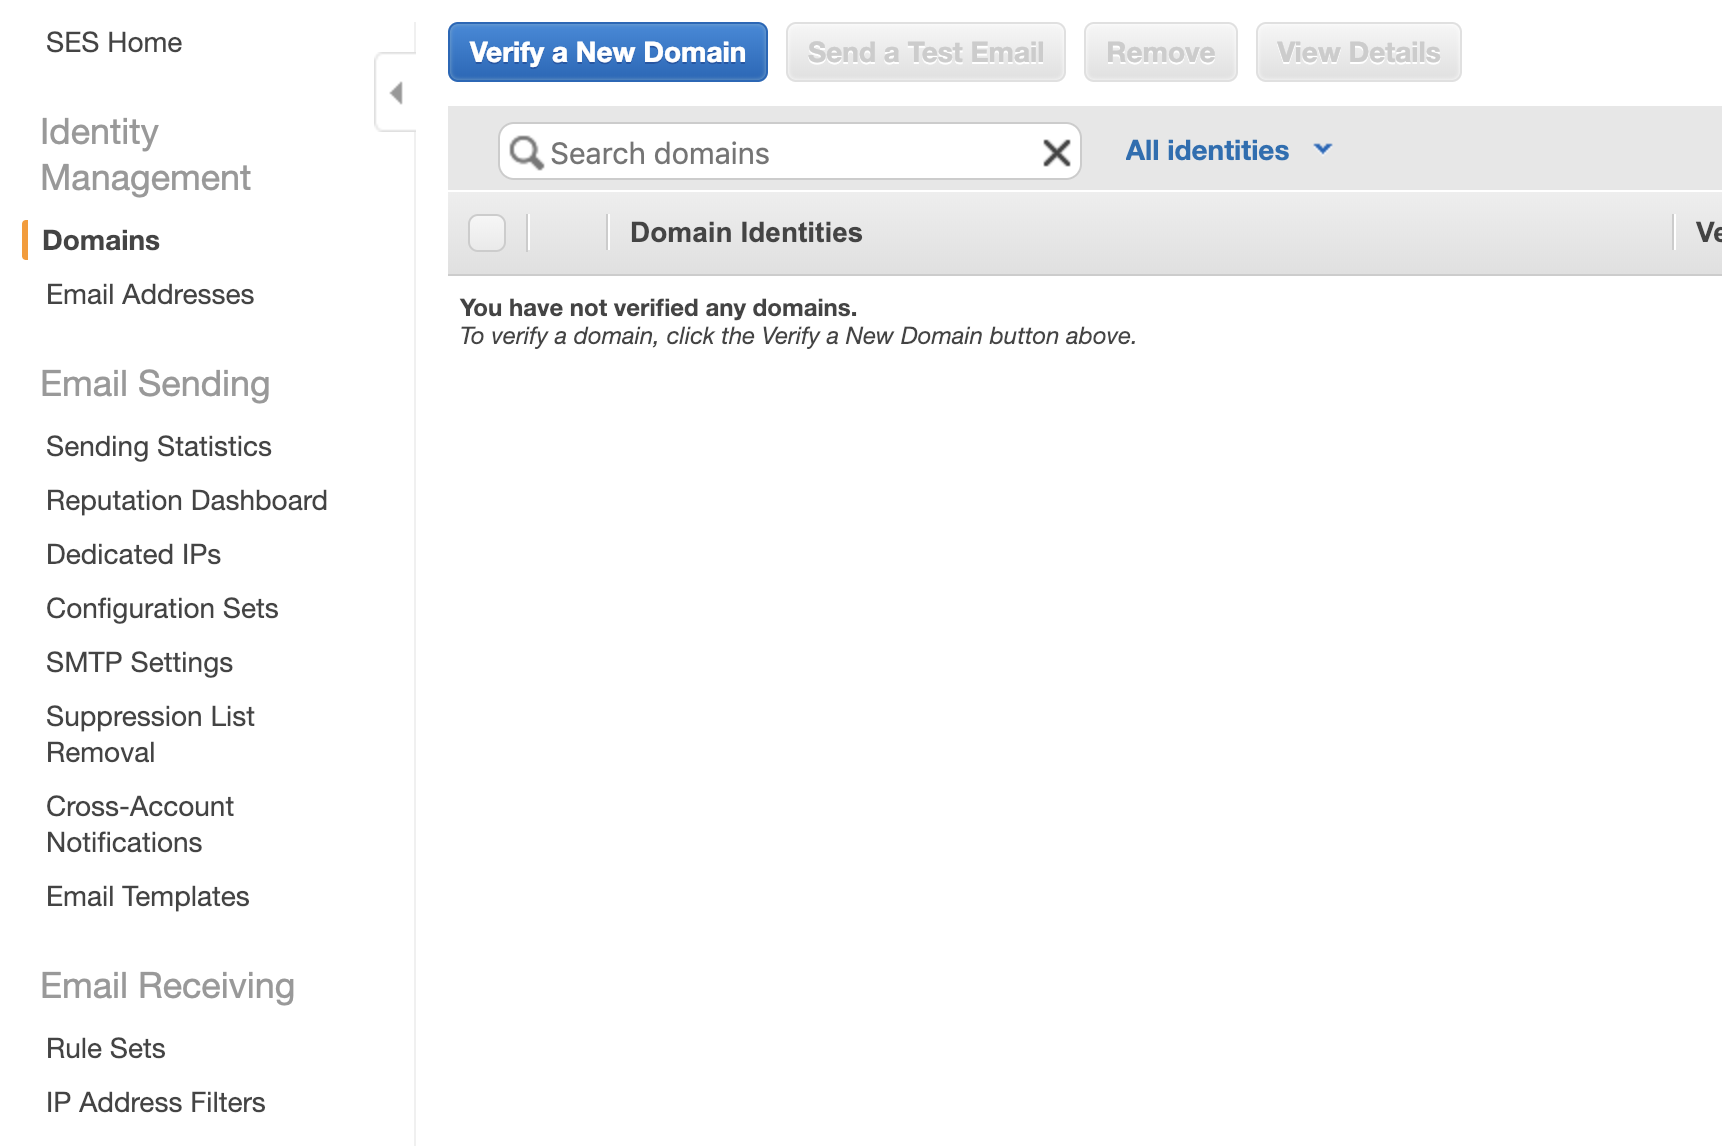 SES Home
Identity
Management
Domains
Email Addresses
Email Sending
Sending Statistics
Reputation Dashboard
Dedicated IPs
Configuration Sets
SMTP Settings
Suppression List
Removal
Cross-Account
Notifications
Email Templates
Email Receiving
Rule Sets
IP Address Filters
Verify a New Domain
Send a Test Email
Remove
View Details
Search domains
All identities
Domain Identities
Ve
You have not verified any domains.
To verify a domain, click the Verify a New Domain button above.